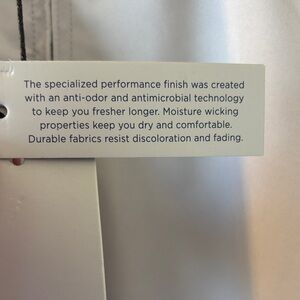 The specialized performance finish was created
with an anti-odor and antimicrobial technology
to keep you fresher longer. Moisture wicking
properties keep you dry and comfortable.
Durable fabrics resist discoloration and fading.